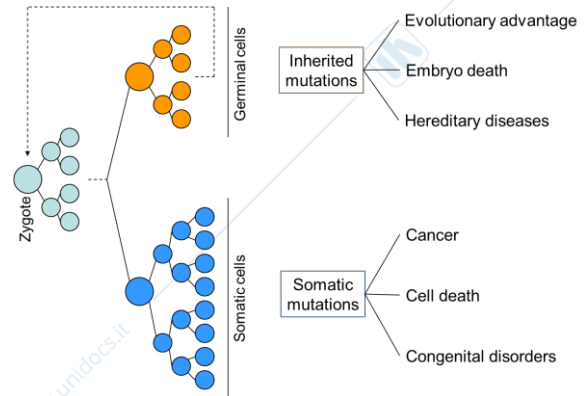 Zygote
Germinal cells
Somatic cells
Inherited
mutations
Evolutionary advantage
Embryo death
Hereditary diseases
Somatic
mutations
Cancer
Cell death
Congenital disorders
unidocs.it